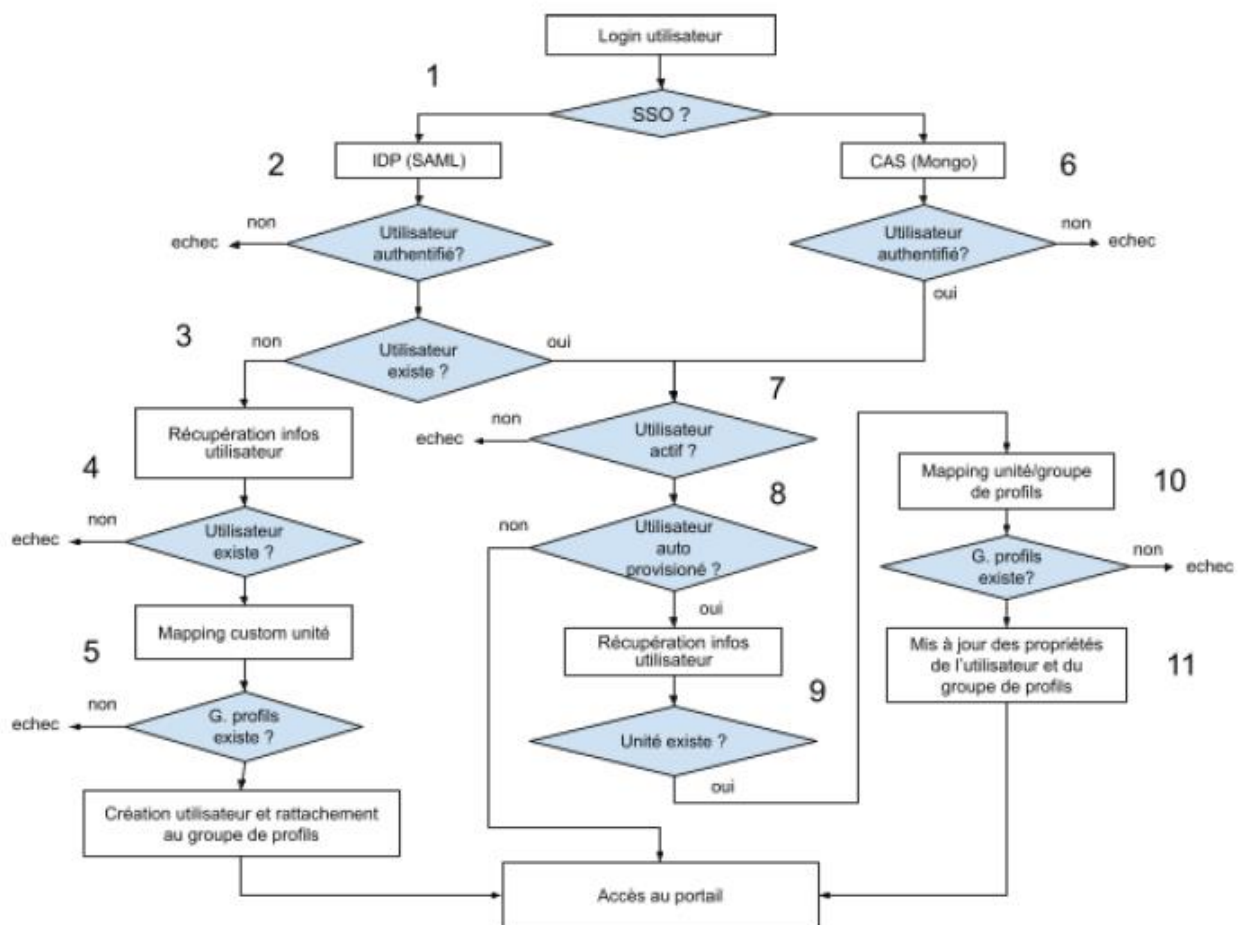 Login utilisateur
1
SSO ?
2
IDP (SAML)
CAS (Mongo)
6
non
echec
Utilisateur
authentifié?
Utilisateur
authentifié?
non
echec
oui
3
non
Utilisateur
existe ?
oui
7
Récupération infos
utilisateur
non
echec
Utilisateur
actif ?
4
8
Mapping unité/groupe
de profils
10
non
echec
Utilisateur
existe ?
non
Utilisateur
auto
provisioné ?
G. profils
existe?
non
echec
oui
Mapping custom unité
Récupération infos
utilisateur
Mis à jour des propriétés
de l'utilisateur et du
groupe de profils
11
5
9
non
echec
G. profils
existe ?
Unité existe ?
oui
Création utilisateur et rattachement
au groupe de profils
Accès au portail